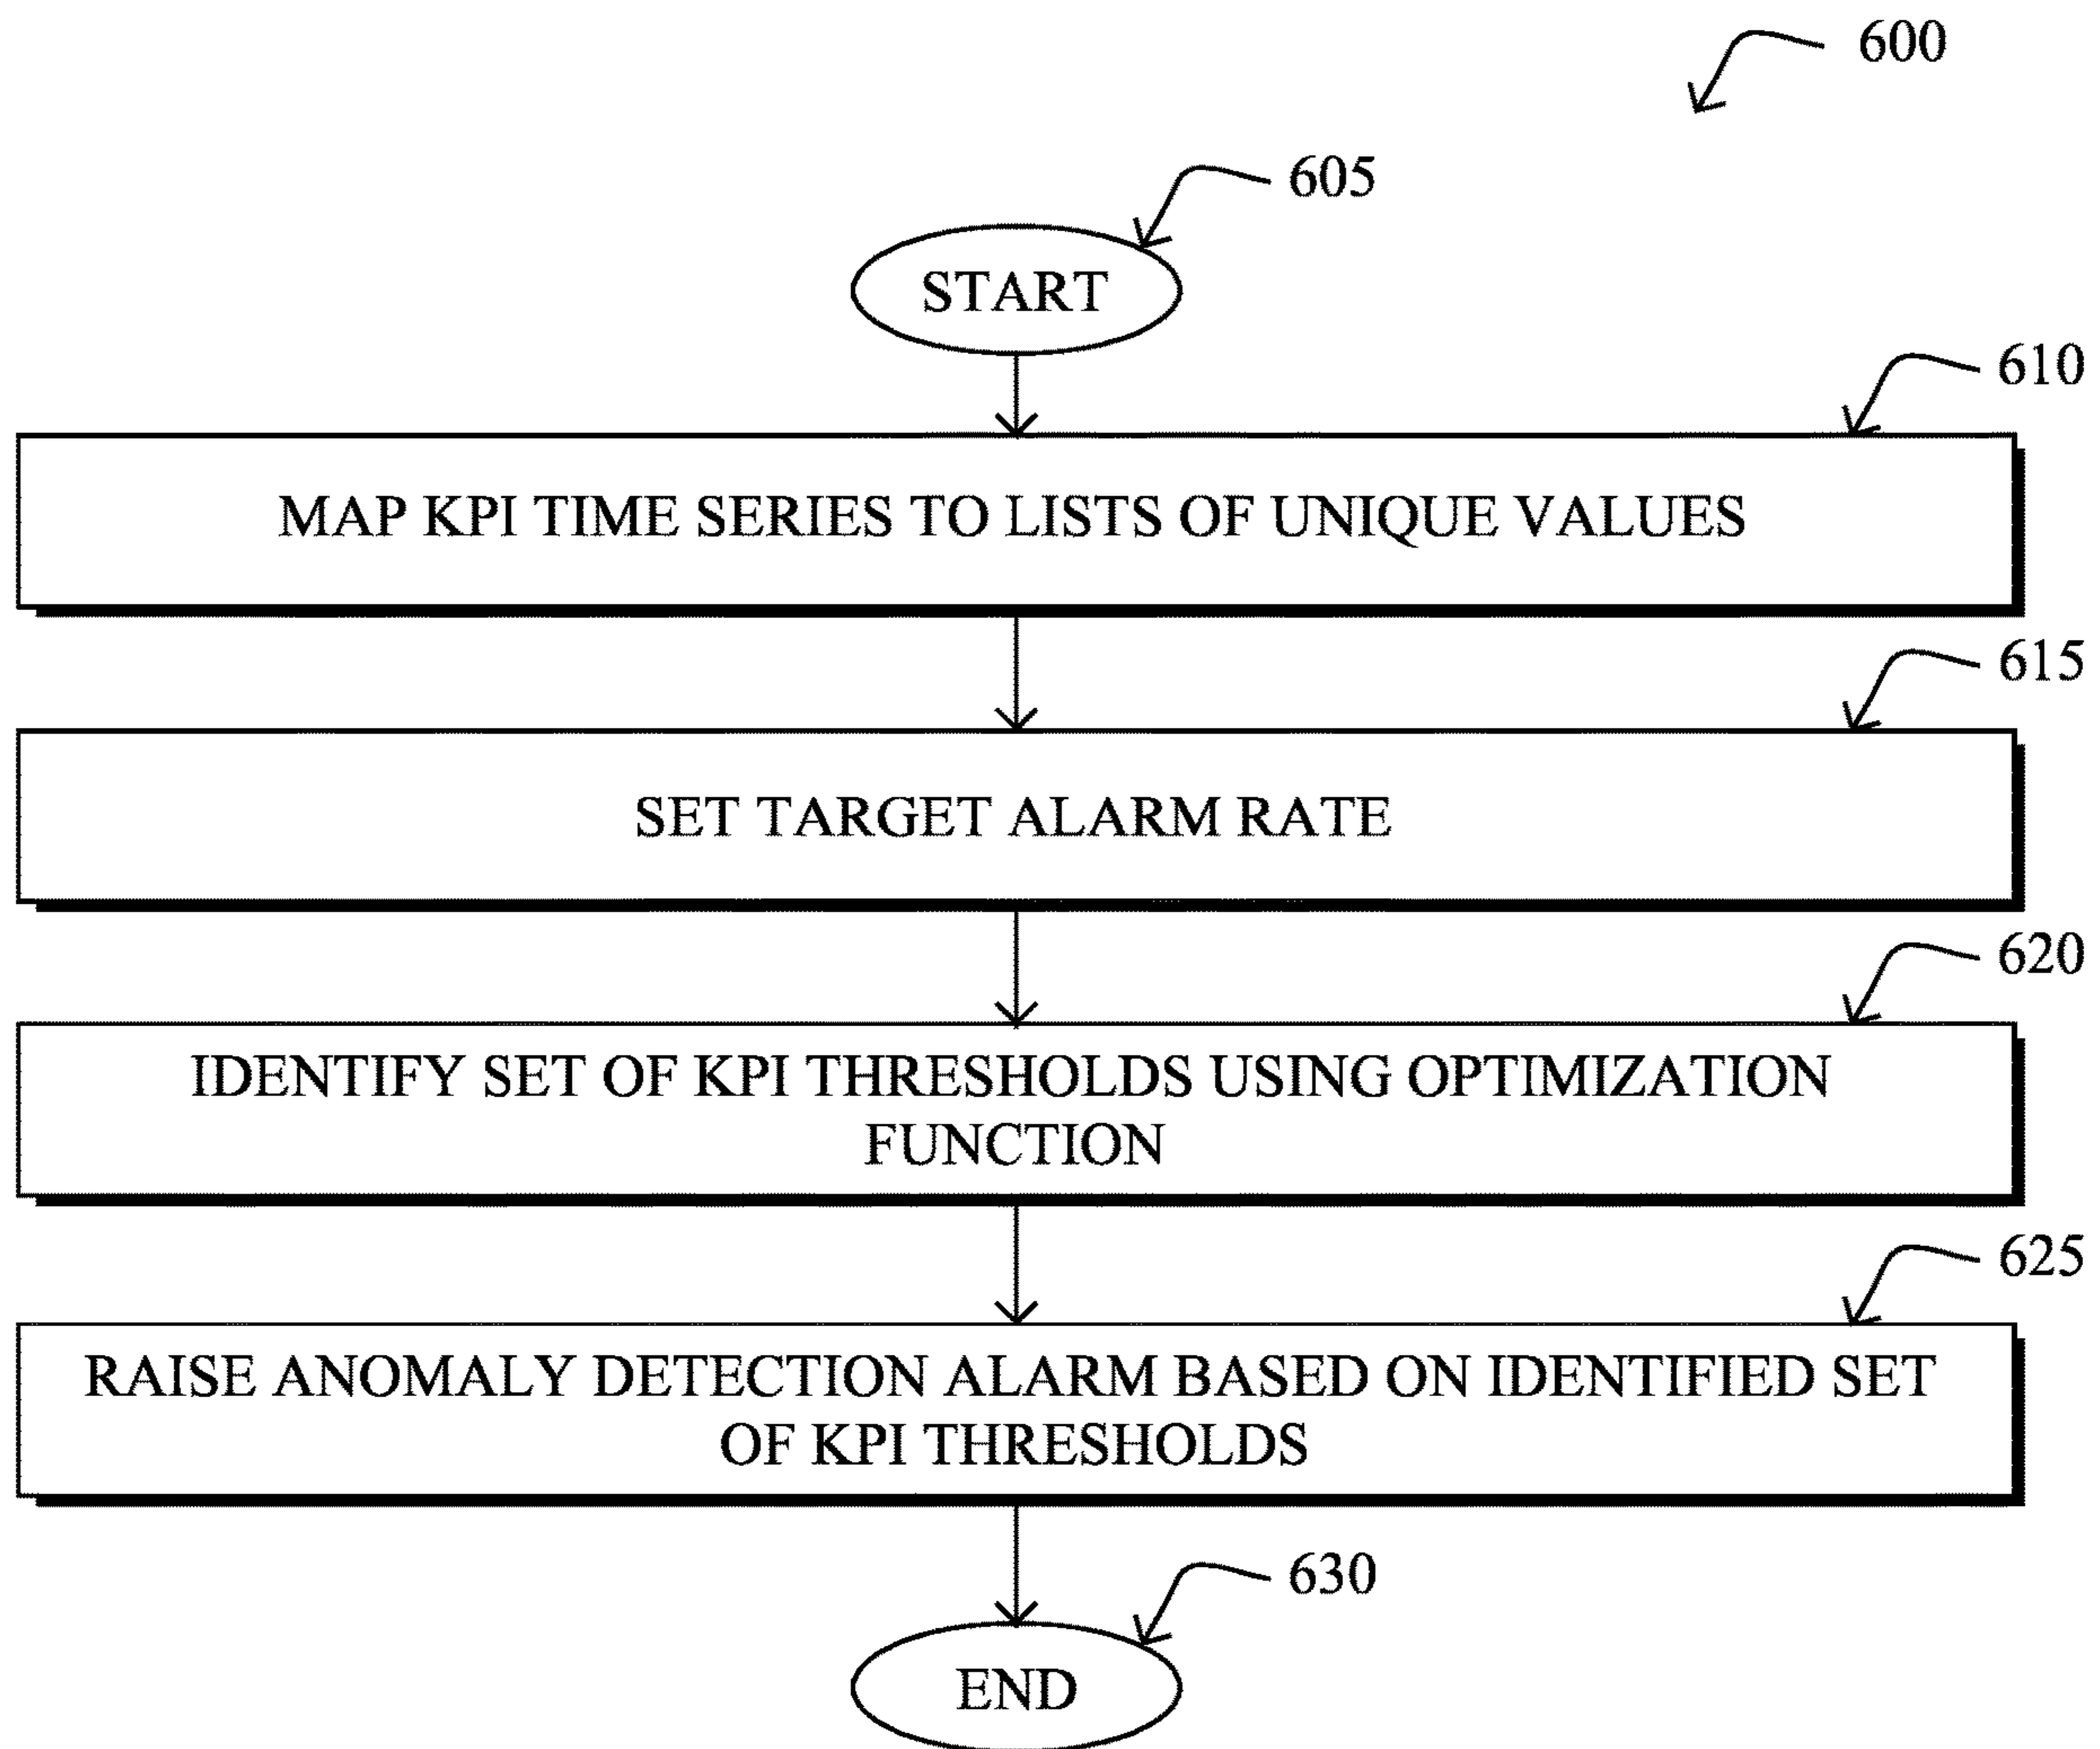 600
605
START
610
MAP KPI TIME SERIES TO LISTS OF UNIQUE VALUES
615
SET TARGET ALARM RATE
620
IDENTIFY SET OF KPI THRESHOLDS USING OPTIMIZATION
FUNCTION
625
RAISE ANOMALY DETECTION ALARM BASED ON IDENTIFIED SET
OF KPI THRESHOLDS
630
END